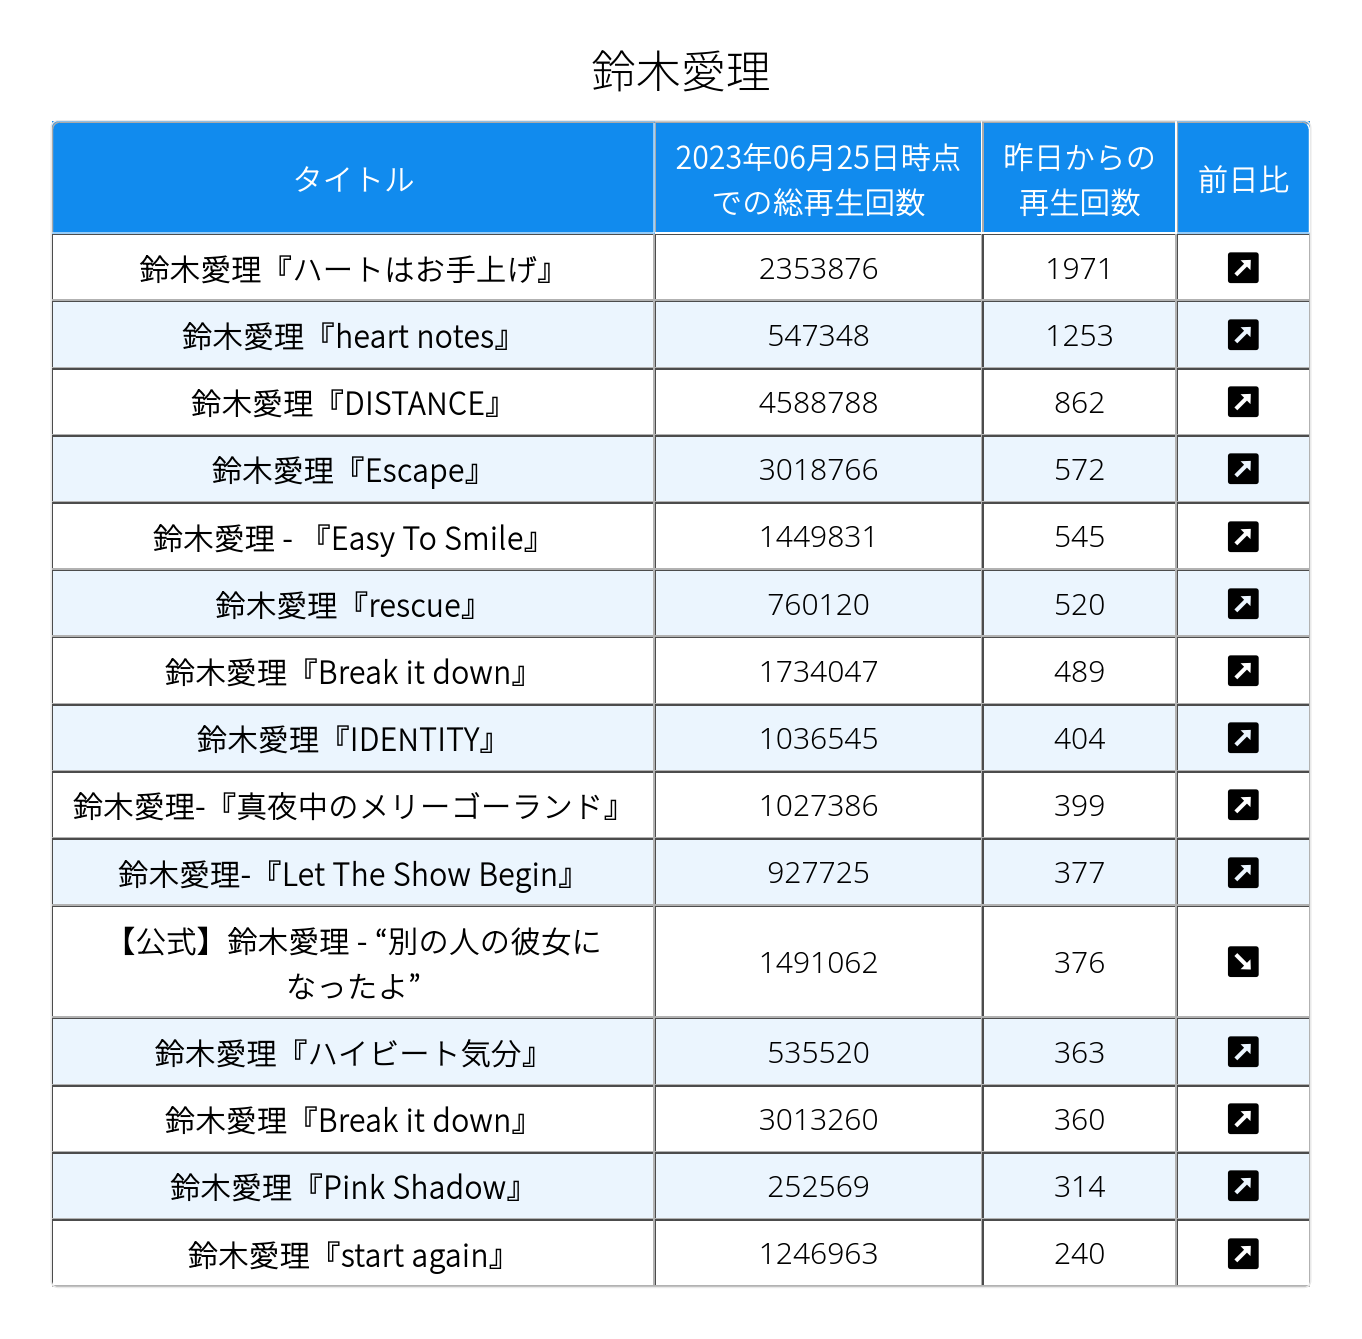 鈴木愛理
タイトル
2023年06月25日時点
での総再生回数
昨日からの
再生回数
前日比
鈴木愛理『ハートはお手上げ』 2353876 1971
鈴木愛理『heart notes』 547348 1253
鈴木愛理『DISTANCE』 4588788 862
鈴木愛理『Escape』 3018766 572
鈴木愛理 - 『Easy To Smile』 1449831 545
鈴木愛理『rescue』 760120 520
鈴木愛理『Break it down』 1734047 489
鈴木愛理『IDENTITY』 1036545 404
鈴木愛理-『真夜中のメリーゴーランド』 1027386 399
鈴木愛理-『Let The Show Begin』 927725 377
【公式】鈴木愛理 - “別の人の彼女に
なったよ” 1491062 376
鈴木愛理『ハイビート気分』 535520 363
鈴木愛理『Break it down』 3013260 360
鈴木愛理『Pink Shadow』 252569 314
鈴木愛理『start again』 1246963 240